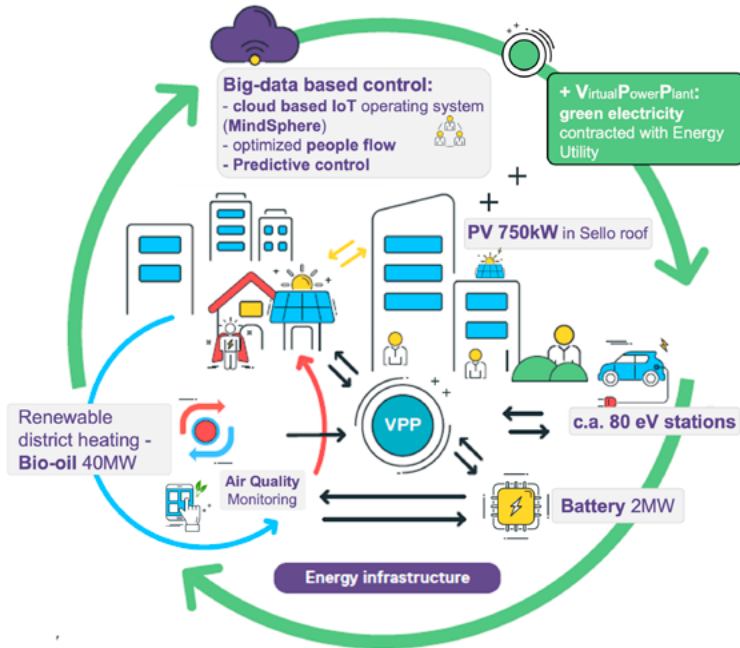 Big-data based control:
- cloud based IoT operating system
(MindSphere)
- optimized people flow
- Predictive control
+ VirtualPowerPlant:
green electricity
contracted with Energy
Utility
PV 750kW in Sello roof
Renewable
district heating -
Bio-oil 40MW
VPP
c.a. 80 eV stations
Air Quality
Monitoring
Battery 2MW
Energy infrastructure